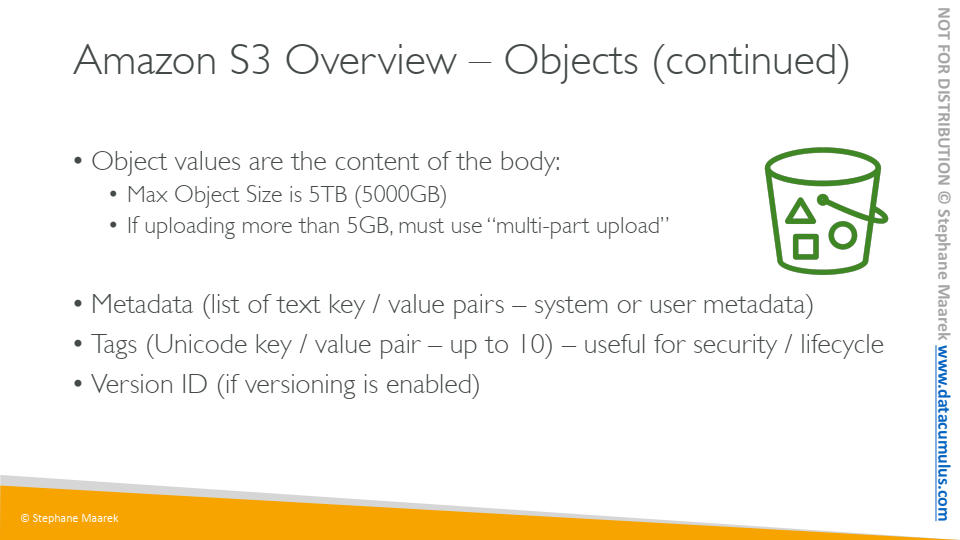 Amazon S3 Overview – Objects (continued)
• Object values are the content of the body:
• Max Object Size is 5TB (5000GB)
• If uploading more than 5GB, must use “multi-part upload”
• Metadata (list of text key / value pairs – system or user metadata)
• Tags (Unicode key / value pair – up to 10) – useful for security / lifecycle
• Version ID (if versioning is enabled)
© Stephane Maarek
NOT FOR DISTRIBUTION © Stephane Maarek www.datacumulus.com